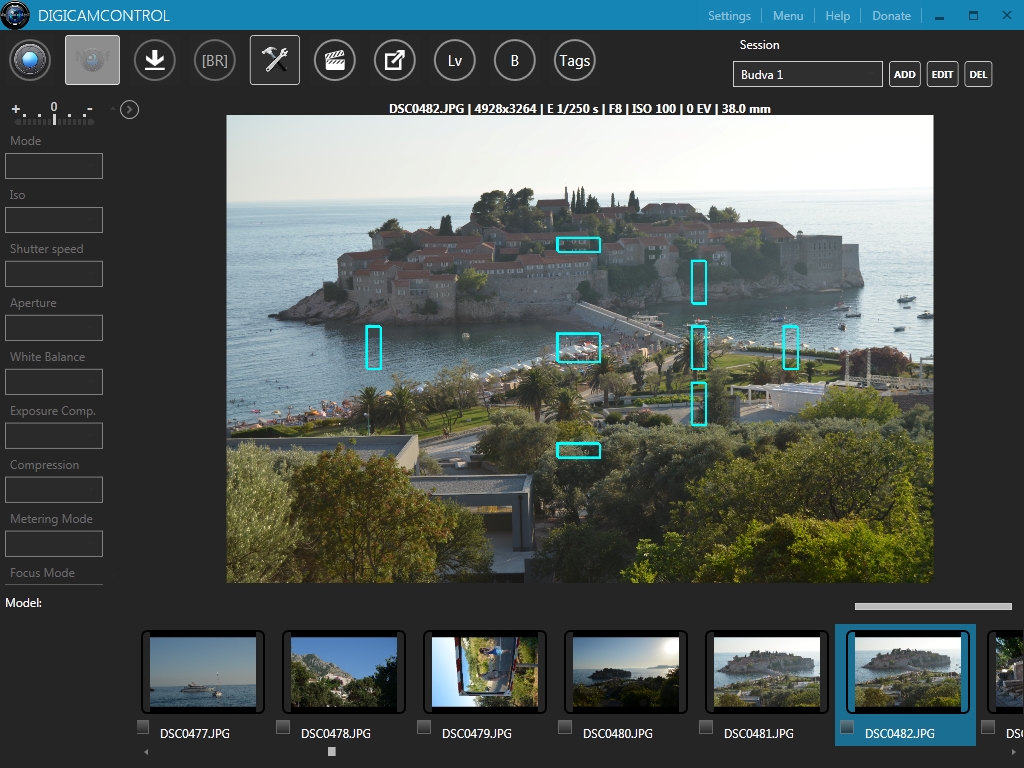 DIGICAMCONTROL
Settings
Menu
Help
Donate
[BR]
Lv
B
Tags
Session
Budva 1
ADD
EDIT
DEL
+ 0 -
DSC0482.JPG | 4928x3264 | E 1/250 s | F8 | ISO 100 | 0 EV | 38.0 mm
Mode
Iso
Shutter speed
Aperture
White Balance
Exposure Comp.
Compression
Metering Mode
Focus Mode
Model:
DSC0477.JPG
DSC0478.JPG
DSC0479.JPG
DSC0480.JPG
DSC0481.JPG
DSC0482.JPG